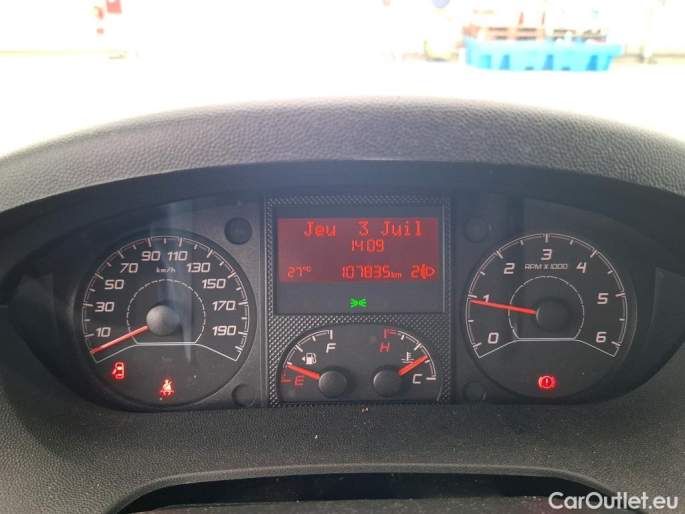 Jeu 3 Juil
14:09
27°C 107835km 2
10 30 50 70 90 110 130 150 170 190
km/h
F
E
H
C
0 1 2 3 4 5 6
RPM X 1000
CarOutlet.eu